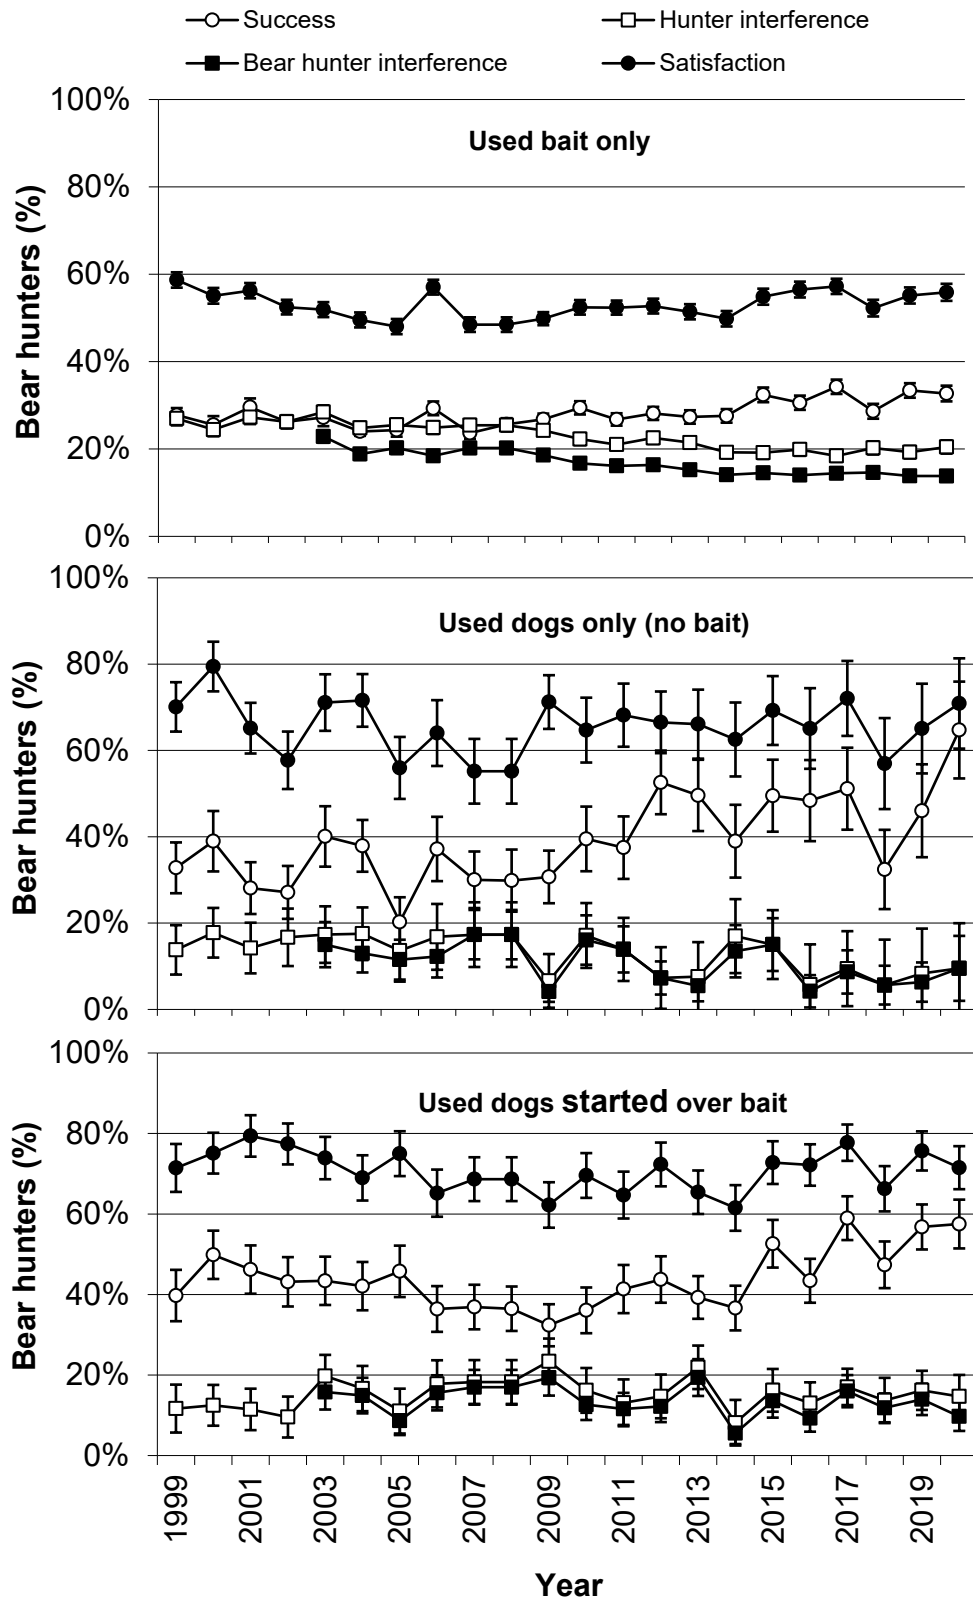 Success
Hunter interference
Bear hunter interference
Satisfaction
100%
80%
60%
40%
20%
0%
Bear hunters (%)
Used bait only
100%
80%
60%
40%
20%
0%
Bear hunters (%)
Used dogs only (no bait)
100%
80%
60%
40%
20%
0%
Bear hunters (%)
Used dogs started over bait
1999
2001
2003
2005
2007
2009
2011
2013
2015
2017
2019
Year